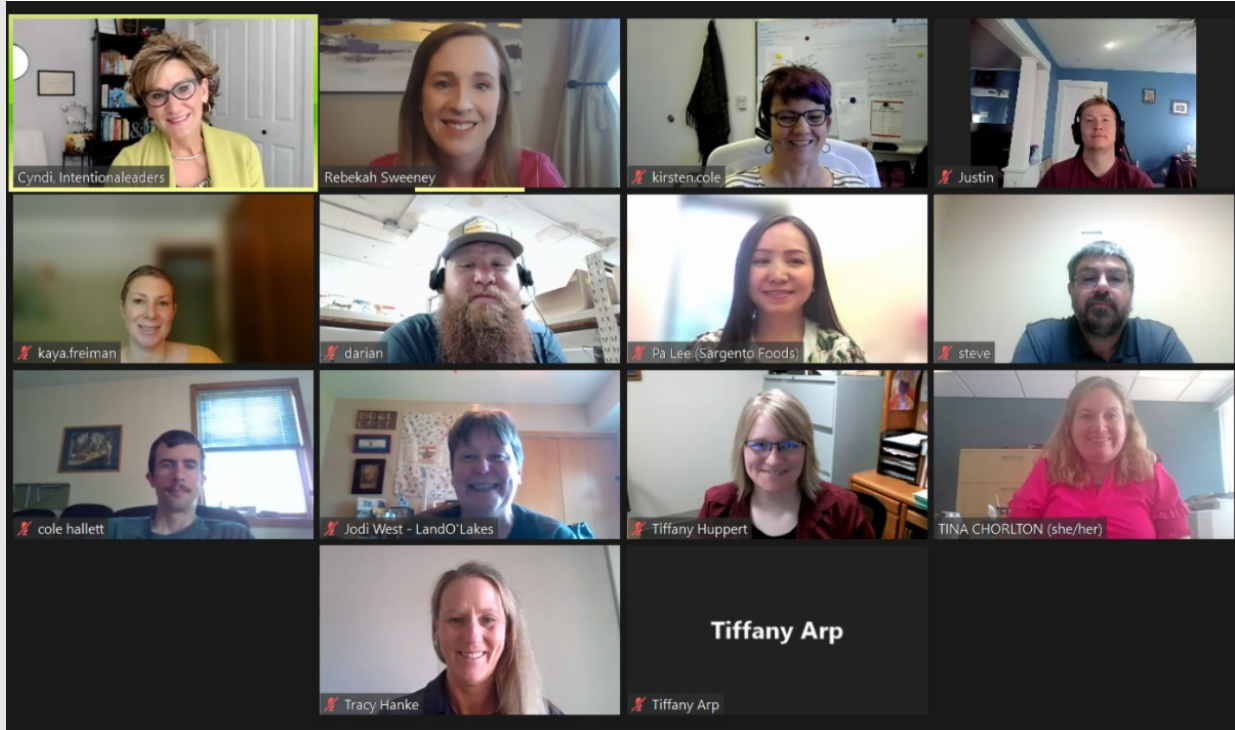 Cyndi, Intentionaleaders
Rebekah Sweeney
kirsten.cole
Justin
kaya.freiman
darian
Pa Lee (Sargento Foods)
steve
cole hallett
Jodi West - LandO'Lakes
Tiffany Huppert
TINA CHORLTON (she/her)
Tracy Hanke
Tiffany Arp
Tiffany Arp